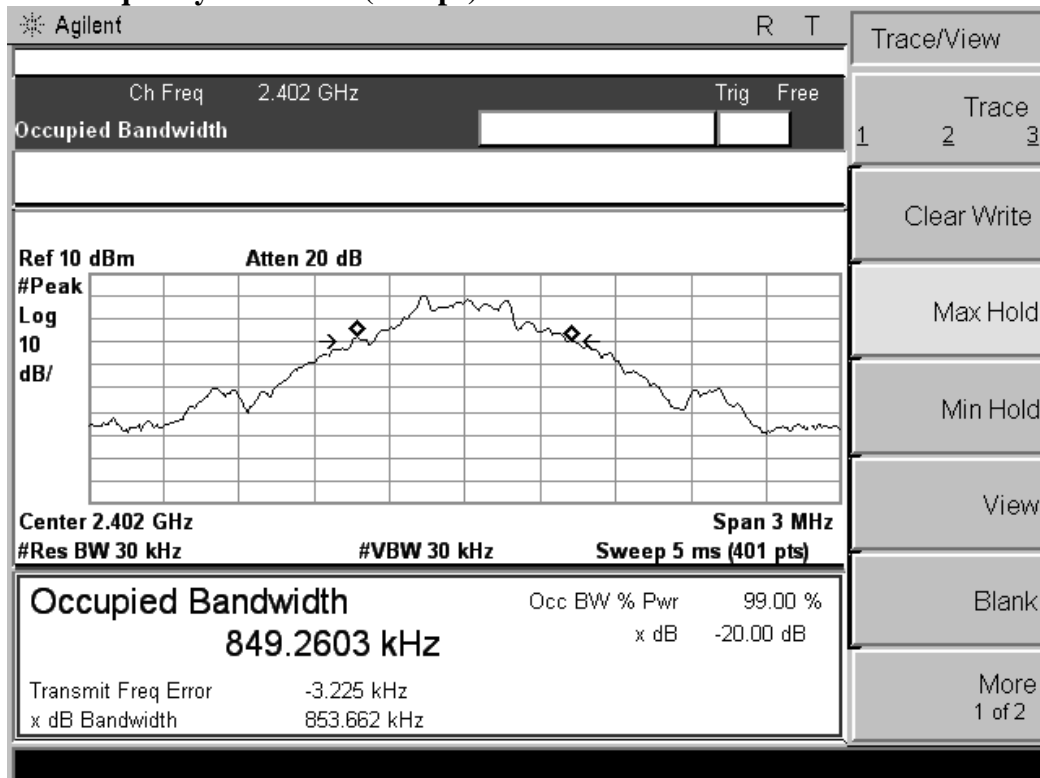 Agilent R T
Trace/View
Ch Freq 2.402 GHz Trig Free
Occupied Bandwidth
Trace
1 2 3
Clear Write
Ref 10 dBm Atten 20 dB
#Peak
Log
10
dB/
Max Hold
Min Hold
View
Center 2.402 GHz Span 3 MHz
#Res BW 30 kHz #VBW 30 kHz Sweep 5 ms (401 pts)
Occupied Bandwidth Occ BW % Pwr 99.00 %
849.2603 kHz x dB -20.00 dB
Blank
Transmit Freq Error -3.225 kHz
x dB Bandwidth 853.662 kHz
More
1 of 2